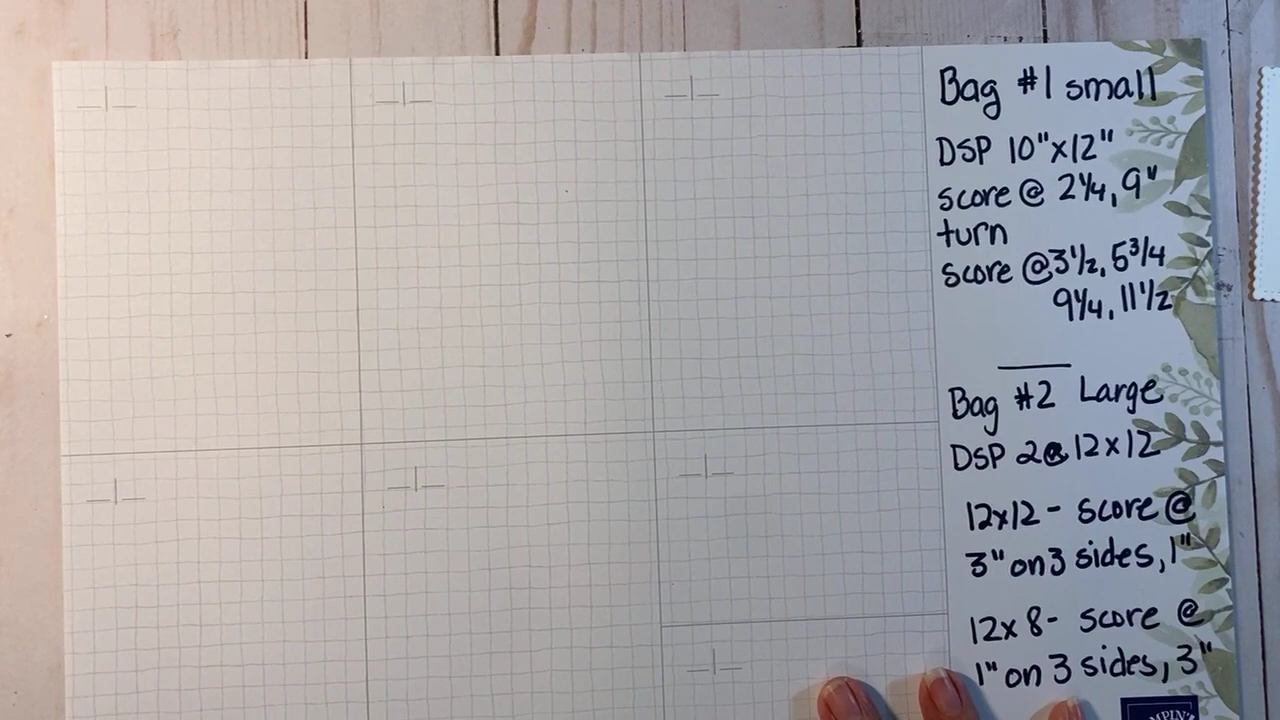 Bag #1 small
DSP 10"x12"
score @ 2¼, 9"
turn
score @3½, 5¾
9¼, 11½
Bag #2 Large
DSP 2@ 12x12
12x12 - score @
3" on 3 sides, 1"
12x8- score @
1" on 3 sides, 3"